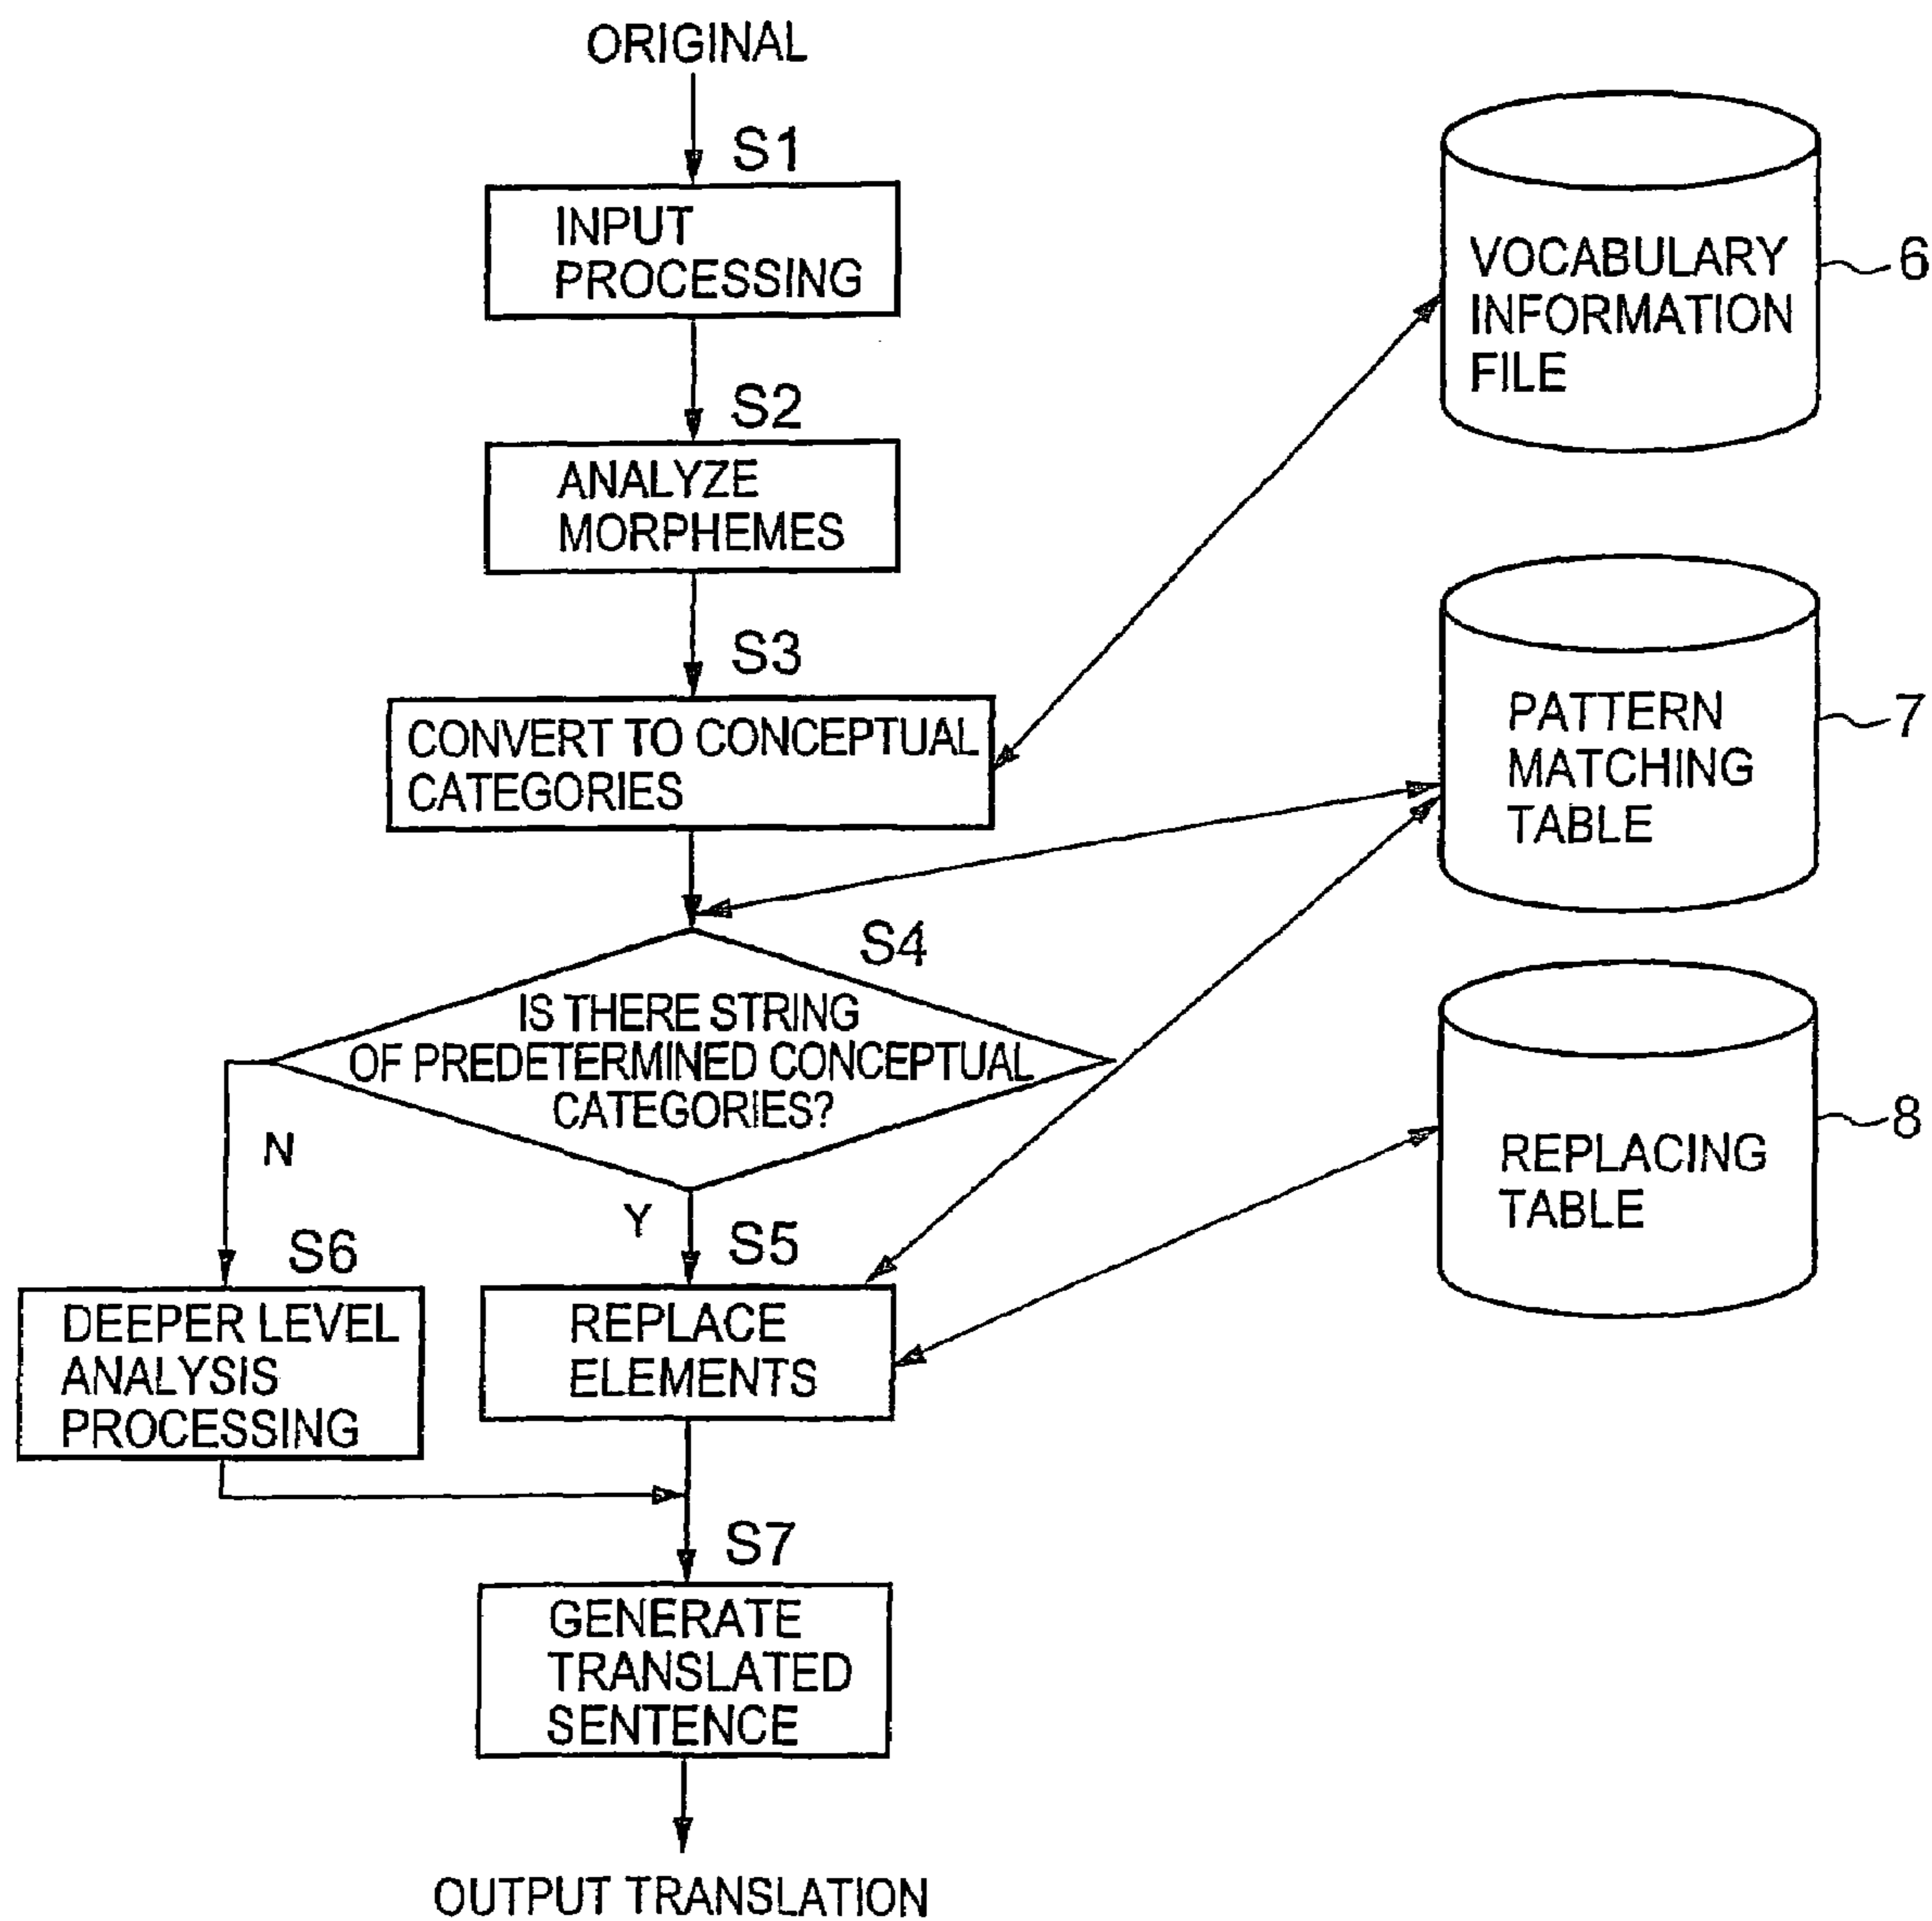 ORIGINAL
S1
INPUT
PROCESSING
S2
ANALYZE
MORPHEMES
S3
CONVERT TO CONCEPTUAL
CATEGORIES
S4
IS THERE STRING
OF PREDETERMINED CONCEPTUAL
CATEGORIES?
N
Y
S6
DEEPER LEVEL
ANALYSIS
PROCESSING
S5
REPLACE
ELEMENTS
S7
GENERATE
TRANSLATED
SENTENCE
OUTPUT TRANSLATION
VOCABULARY
INFORMATION
FILE
6
PATTERN
MATCHING
TABLE
7
REPLACING
TABLE
8